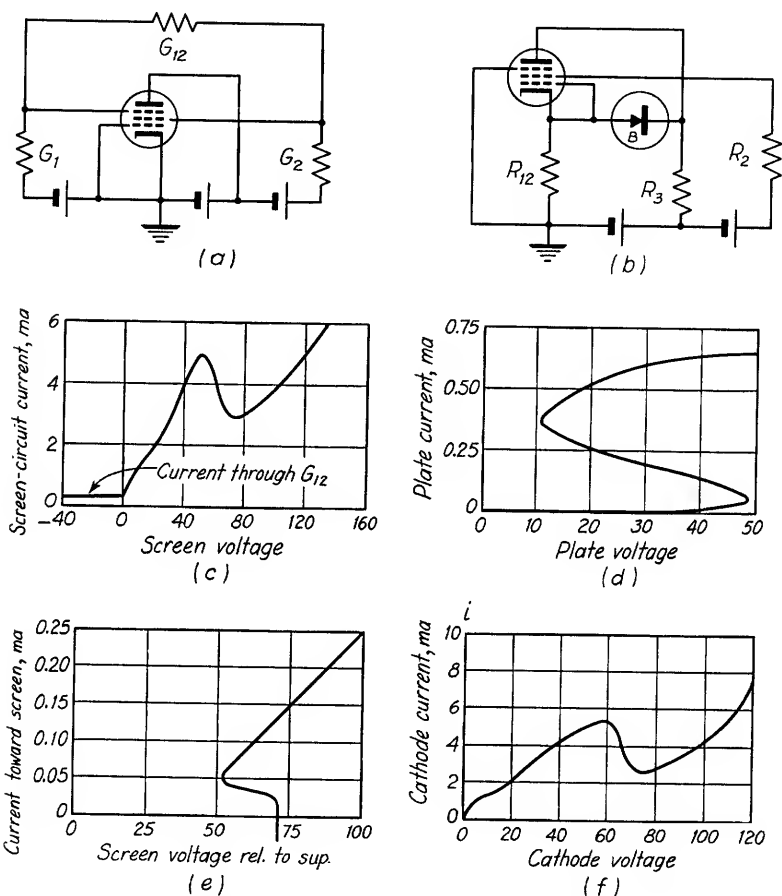 G12
G1
G2
(a)
B
R12
R3
R2
(b)
Screen-circuit current, ma
6
4
2
0
Current through G12
-40 0 40 80 120 160
Screen voltage
(c)
Plate current, ma
0.75
0.50
0.25
0
0 10 20 30 40 50
Plate voltage
(d)
Current toward screen, ma
0.25
0.20
0.15
0.10
0.05
0
0 25 50 75 100
Screen voltage rel. to sup.
(e)
i
Cathode current, ma
10
8
6
4
2
0
0 20 40 60 80 100 120
Cathode voltage
(f)